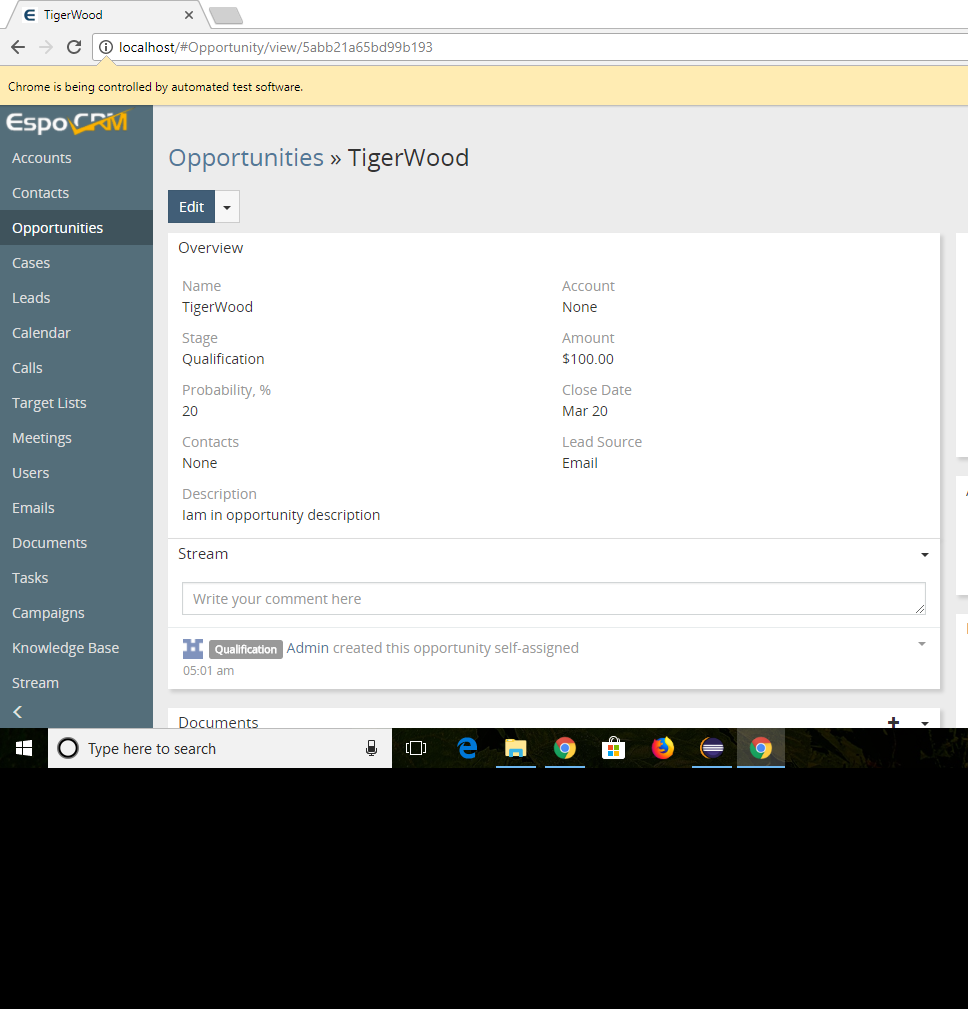 TigerWood
localhost/#Opportunity/view/5abb21a65bd99b193
Chrome is being controlled by automated test software.
EspoCRM
Accounts
Contacts
Opportunities
Cases
Leads
Calendar
Calls
Target Lists
Meetings
Users
Emails
Documents
Tasks
Campaigns
Knowledge Base
Stream
Opportunities » TigerWood
Edit
Overview
Name
TigerWood
Account
None
Stage
Qualification
Amount
$100.00
Probability, %
20
Close Date
Mar 20
Contacts
None
Lead Source
Email
Description
Iam in opportunity description
Stream
Write your comment here
Qualification Admin created this opportunity self-assigned
05:01 am
Documents
Type here to search